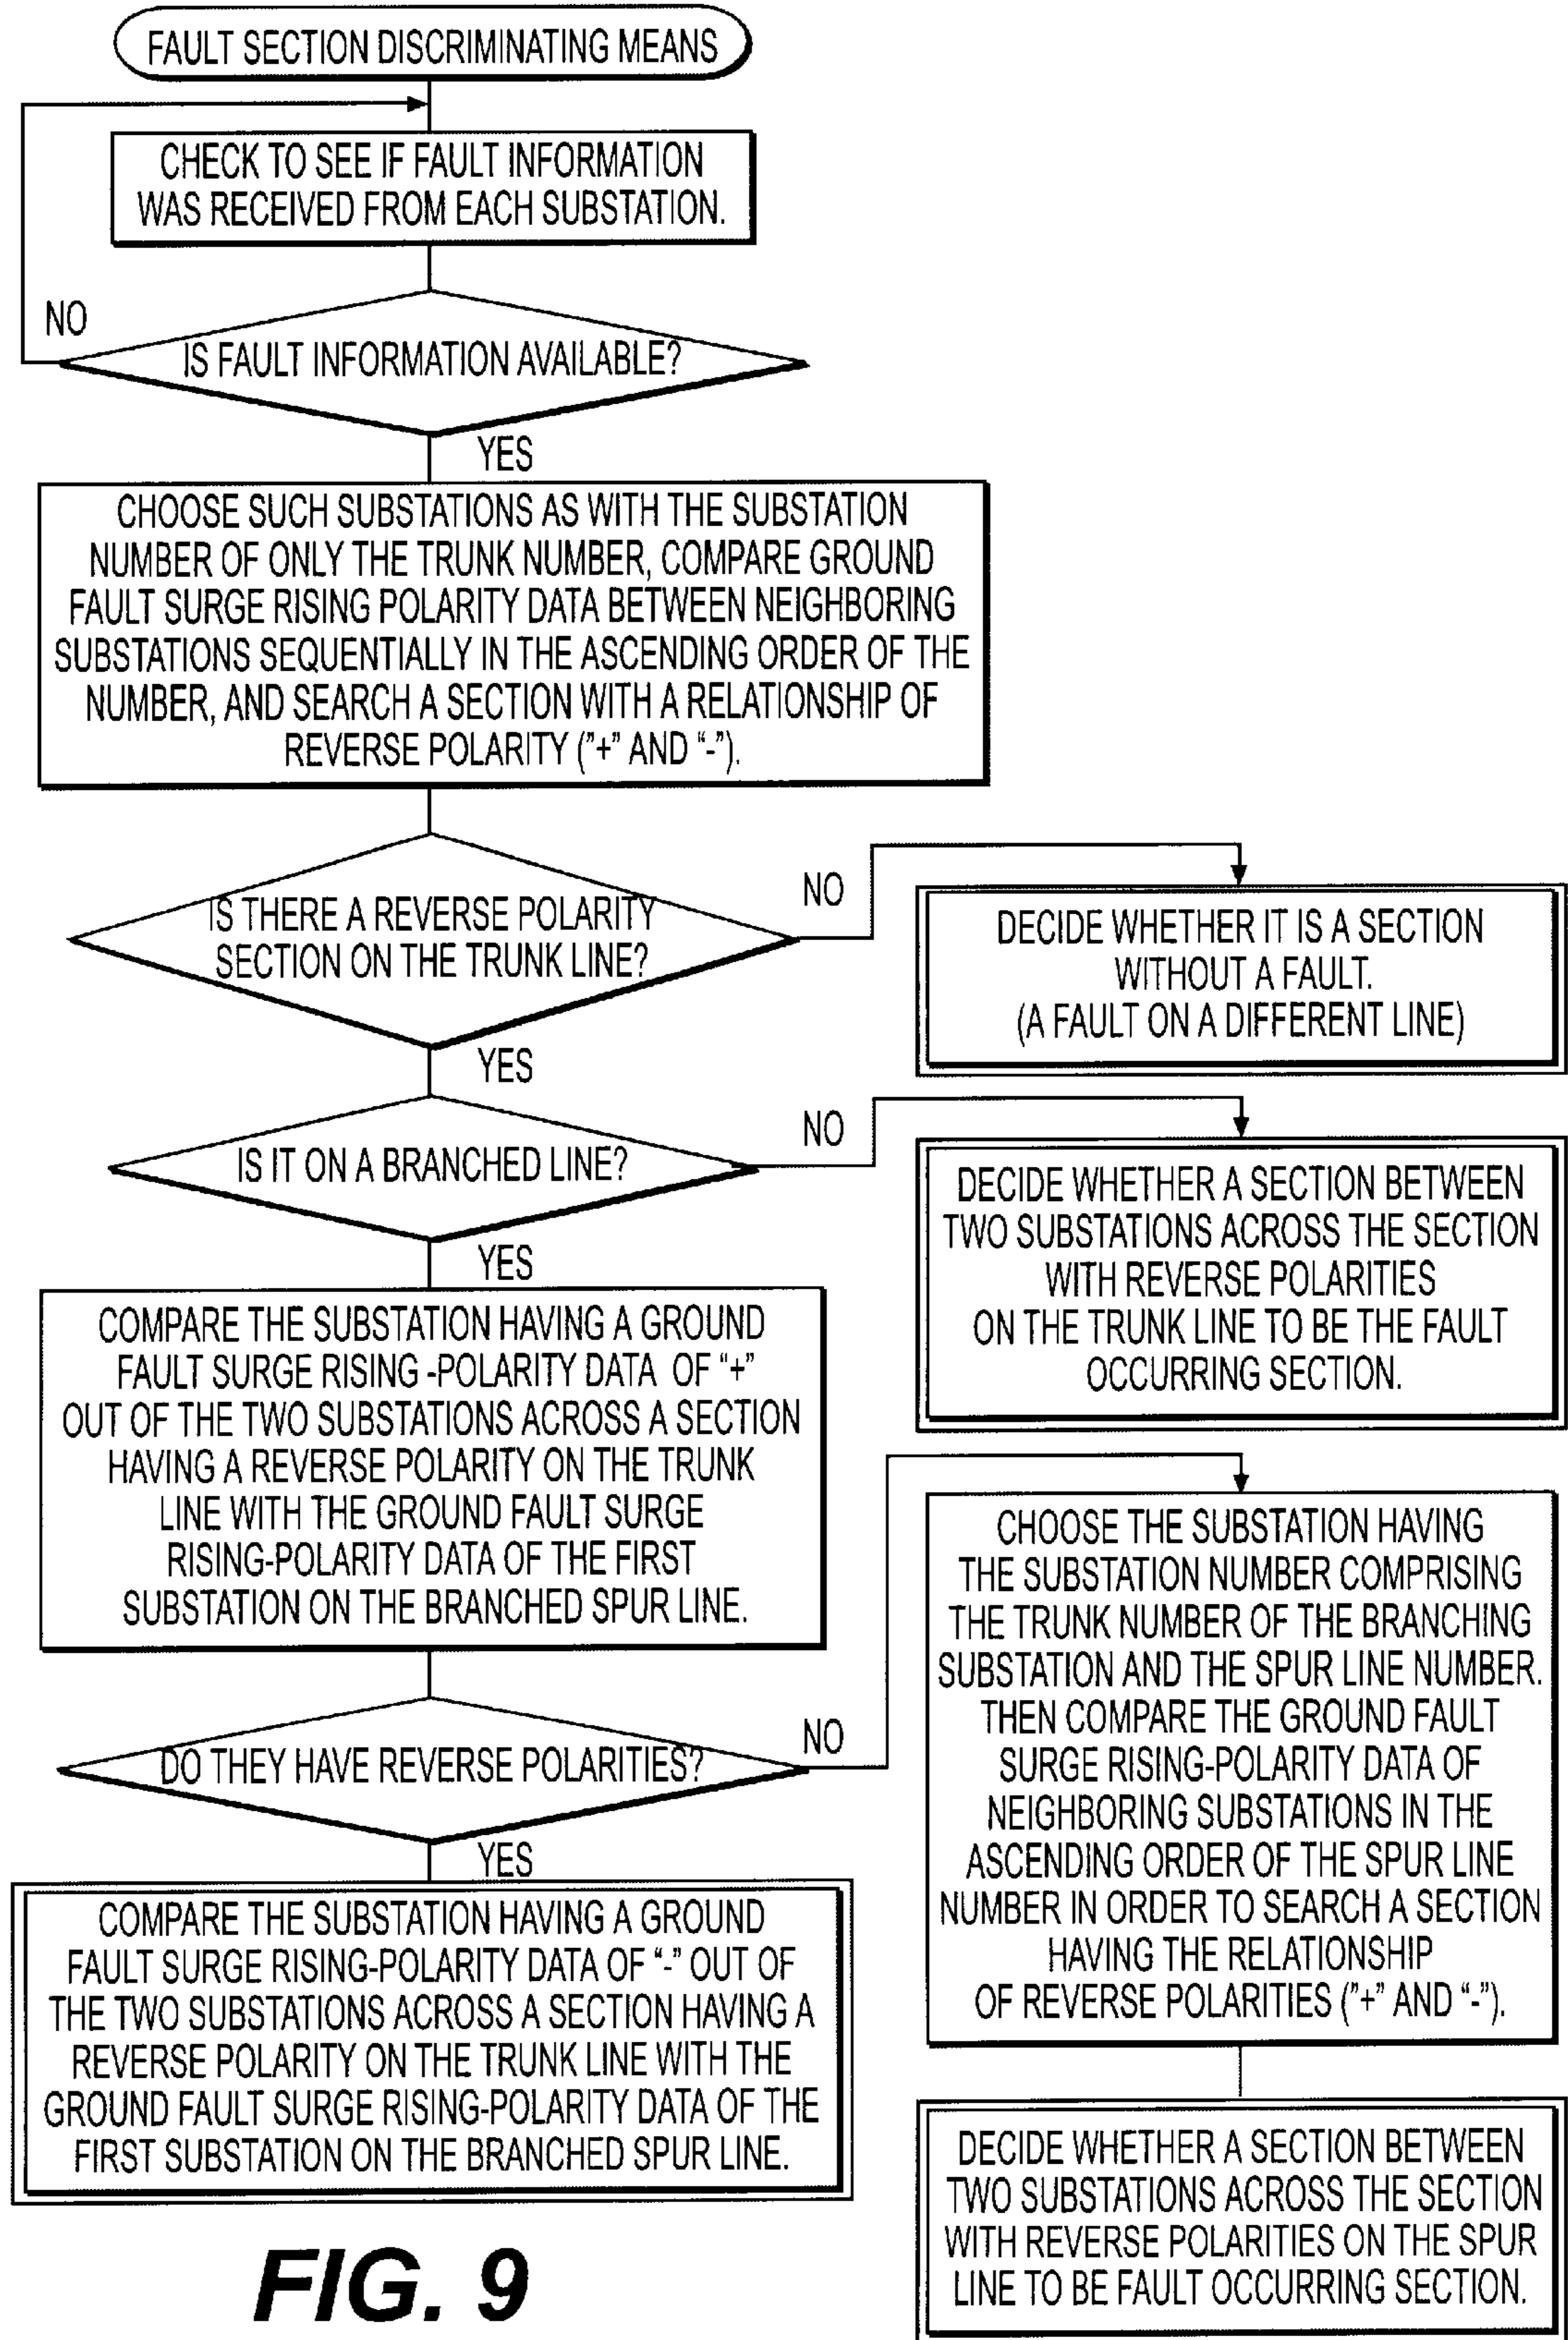 FAULT SECTION DISCRIMINATING MEANS
CHECK TO SEE IF FAULT INFORMATION
WAS RECEIVED FROM EACH SUBSTATION.
NO
IS FAULT INFORMATION AVAILABLE?
YES
CHOOSE SUCH SUBSTATIONS AS WITH THE SUBSTATION
NUMBER OF ONLY THE TRUNK NUMBER, COMPARE GROUND
FAULT SURGE RISING POLARITY DATA BETWEEN NEIGHBORING
SUBSTATIONS SEQUENTIALLY IN THE ASCENDING ORDER OF THE
NUMBER, AND SEARCH A SECTION WITH A RELATIONSHIP OF
REVERSE POLARITY ("+" AND "-").
IS THERE A REVERSE POLARITY
SECTION ON THE TRUNK LINE?
NO
DECIDE WHETHER IT IS A SECTION
WITHOUT A FAULT.
(A FAULT ON A DIFFERENT LINE)
YES
IS IT ON A BRANCHED LINE?
NO
DECIDE WHETHER A SECTION BETWEEN
TWO SUBSTATIONS ACROSS THE SECTION
WITH REVERSE POLARITIES
ON THE TRUNK LINE TO BE THE FAULT
OCCURRING SECTION.
YES
COMPARE THE SUBSTATION HAVING A GROUND
FAULT SURGE RISING -POLARITY DATA OF "+"
OUT OF THE TWO SUBSTATIONS ACROSS A SECTION
HAVING A REVERSE POLARITY ON THE TRUNK
LINE WITH THE GROUND FAULT SURGE
RISING-POLARITY DATA OF THE FIRST
SUBSTATION ON THE BRANCHED SPUR LINE.
DO THEY HAVE REVERSE POLARITIES?
NO
CHOOSE THE SUBSTATION HAVING
THE SUBSTATION NUMBER COMPRISING
THE TRUNK NUMBER OF THE BRANCHING
SUBSTATION AND THE SPUR LINE NUMBER.
THEN COMPARE THE GROUND FAULT
SURGE RISING-POLARITY DATA OF
NEIGHBORING SUBSTATIONS IN THE
ASCENDING ORDER OF THE SPUR LINE
NUMBER IN ORDER TO SEARCH A SECTION
HAVING THE RELATIONSHIP
OF REVERSE POLARITIES ("+" AND "-").
YES
COMPARE THE SUBSTATION HAVING A GROUND
FAULT SURGE RISING-POLARITY DATA OF "-" OUT OF
THE TWO SUBSTATIONS ACROSS A SECTION HAVING A
REVERSE POLARITY ON THE TRUNK LINE WITH THE
GROUND FAULT SURGE RISING-POLARITY DATA OF THE
FIRST SUBSTATION ON THE BRANCHED SPUR LINE.
DECIDE WHETHER A SECTION BETWEEN
TWO SUBSTATIONS ACROSS THE SECTION
WITH REVERSE POLARITIES ON THE SPUR
LINE TO BE FAULT OCCURRING SECTION.
FIG. 9